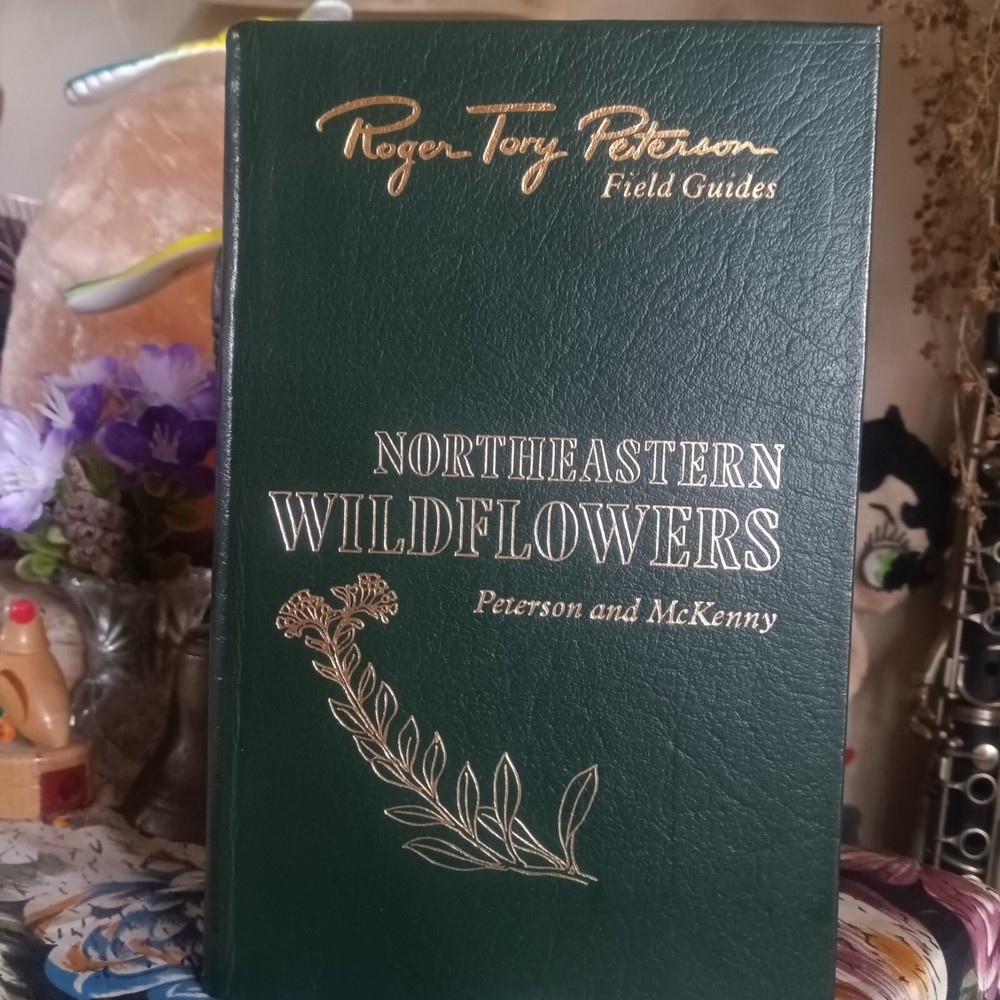 Roger Tory Peterson
Field Guides
NORTHEASTERN
WILDFLOWERS
Peterson and McKenny